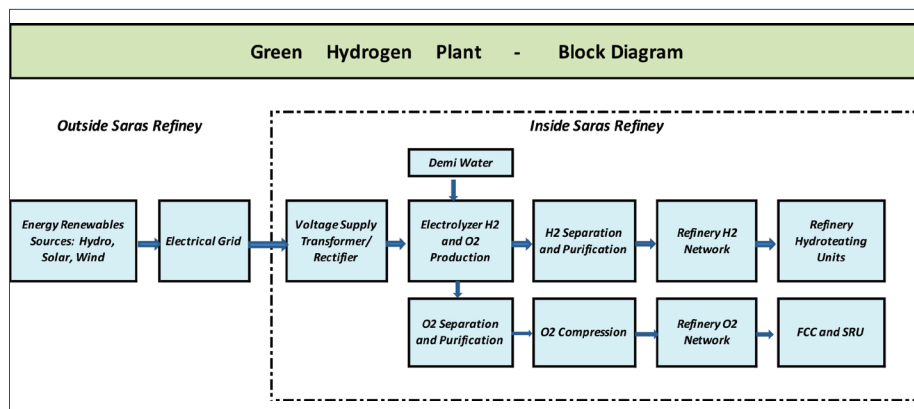 Green Hydrogen Plant - Block Diagram
Outside Saras Refiney
Inside Saras Refiney
Demi Water
Energy Renewables
Sources: Hydro,
Solar, Wind
Electrical Grid
Voltage Supply
Transformer/
Rectifier
Electrolyzer H2
and O2
Production
H2 Separation
and Purification
Refinery H2
Network
Refinery
Hydroteating
Units
O2 Separation
and Purification
O2 Compression
Refinery O2
Network
FCC and SRU